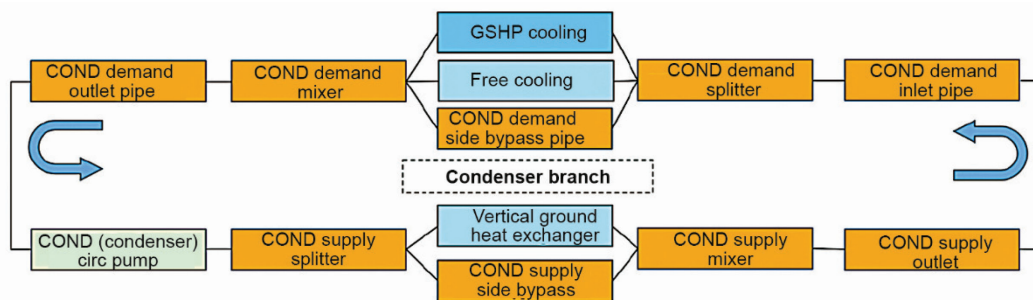 GSHP cooling
COND demand
outlet pipe
COND demand
mixer
Free cooling
COND demand
splitter
COND demand
inlet pipe
COND demand
side bypass pipe
Condenser branch
COND (condenser)
circ pump
COND supply
splitter
Vertical ground
heat exchanger
COND supply
mixer
COND supply
outlet
COND supply
side bypass